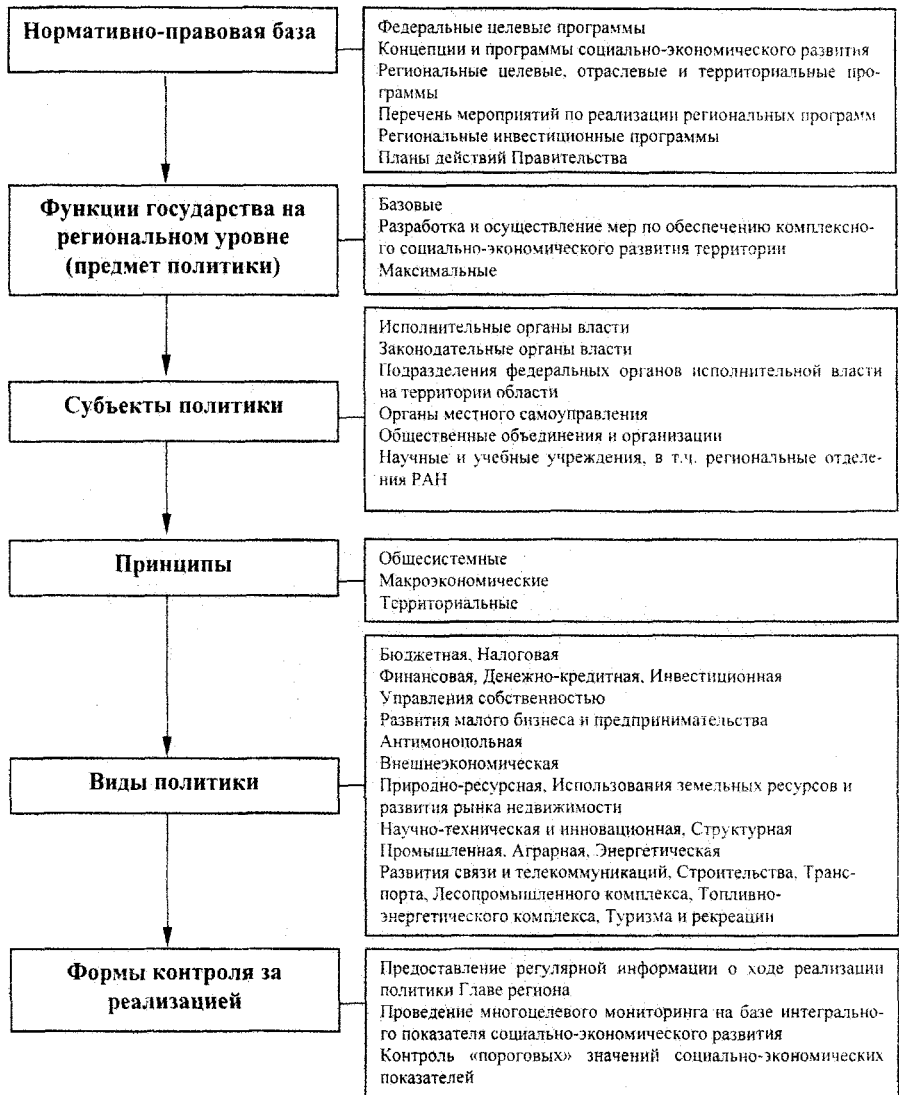 Нормативно-правовая база
Федеральные целевые программы
Концепции и программы социально-экономического развития
Региональные целевые, отраслевые и территориальные про-
граммы
Перечень мероприятий по реализации региональных программ
Региональные инвестиционные программы
Планы действий Правительства
Функции государства на
региональном уровне
(предмет политики)
Базовые
Разработка и осуществление мер по обеспечению комплексно-
го социально-экономического развития территории
Максимальные
Субъекты политики
Исполнительные органы власти
Законодательные органы власти
Подразделения федеральных органов исполнительной власти
на территории области
Органы местного самоуправления
Общественные объединения и организации
Научные и учебные учреждения, в т.ч. региональные отделе-
ния РАН
Принципы
Общесистемные
Макроэкономические
Территориальные
Виды политики
Бюджетная, Налоговая
Финансовая, Денежно-кредитная, Инвестиционная
Управления собственностью
Развития малого бизнеса и предпринимательства
Антимонопольная
Внешнеэкономическая
Природно-ресурсная, Использования земельных ресурсов и
развития рынка недвижимости
Научно-техническая и инновационная, Структурная
Промышленная, Аграрная, Энергетическая
Развития связи и телекоммуникаций, Строительства, Транс-
порта, Лесопромышленного комплекса, Топливно-
энергетического комплекса, Туризма и рекреации
Формы контроля за
реализацией
Предоставление регулярной информации о ходе реализации
политики Главе региона
Проведение многоцелевого мониторинга на базе интегрально-
го показателя социально-экономического развития
Контроль «пороговых» значений социально-экономических
показателей